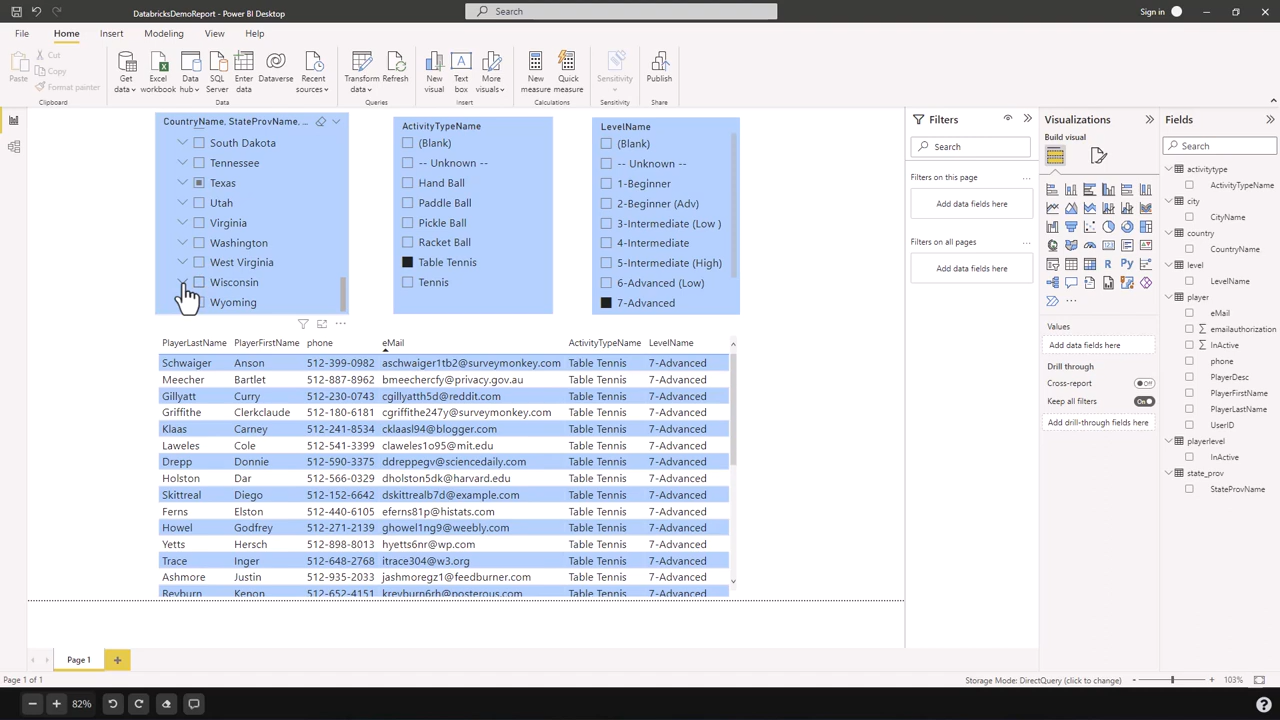 DatabricksDemoReport - Power BI Desktop
Search
Sign in
File Home Insert Modeling View Help
Paste
Cut
Copy
Format painter
Clipboard
Get data
Excel workbook
Data hub
SQL Server
Enter data
Dataverse
Recent sources
Data
Transform data
Refresh
Queries
New visual
Text box
More visuals
Insert
New measure
Quick measure
Calculations
Sensitivity
Sensitivity
Publish
Share
CountryName, StateProvName, ...
South Dakota
Tennessee
Texas
Utah
Virginia
Washington
West Virginia
Wisconsin
Wyoming
ActivityTypeName
(Blank)
-- Unknown --
Hand Ball
Paddle Ball
Pickle Ball
Racket Ball
Table Tennis
Tennis
LevelName
(Blank)
-- Unknown --
1-Beginner
2-Beginner (Adv)
3-Intermediate (Low )
4-Intermediate
5-Intermediate (High)
6-Advanced (Low)
7-Advanced
PlayerLastName PlayerFirstName phone eMail ActivityTypeName LevelName
Schwaiger Anson 512-399-0982 aschwaiger1tb2@surveymonkey.com Table Tennis 7-Advanced
Meecher Bartlet 512-887-8962 bmeechercfy@privacy.gov.au Table Tennis 7-Advanced
Gillyatt Curry 512-230-0743 cgillyatth5d@reddit.com Table Tennis 7-Advanced
Griffithe Clerkclaude 512-180-6181 cgriffithe247y@surveymonkey.com Table Tennis 7-Advanced
Klaas Carney 512-241-8534 cklaasl94@blogger.com Table Tennis 7-Advanced
Laweles Cole 512-541-3399 claweles1o95@mit.edu Table Tennis 7-Advanced
Drepp Donnie 512-590-3375 ddreppegv@sciencedaily.com Table Tennis 7-Advanced
Holston Dar 512-566-0329 dholston5dk@harvard.edu Table Tennis 7-Advanced
Skittreal Diego 512-152-6642 dskittrealb7d@example.com Table Tennis 7-Advanced
Ferns Elston 512-440-6105 eferns81p@histats.com Table Tennis 7-Advanced
Howel Godfrey 512-271-2139 ghowel1ng9@weebly.com Table Tennis 7-Advanced
Yetts Hersch 512-898-8013 hyetts6nr@wp.com Table Tennis 7-Advanced
Trace Inger 512-648-2768 itrace304@w3.org Table Tennis 7-Advanced
Ashmore Justin 512-935-2033 jashmoregz1@feedburner.com Table Tennis 7-Advanced
Reyburn Kenon 512-652-4151 kreyburn6rh@posterous.com Table Tennis 7-Advanced
Filters
Search
Filters on this page
Add data fields here
Filters on all pages
Add data fields here
Visualizations
Build visual
R
Py
Values
Add data fields here
Drill through
Cross-report
Off
Keep all filters
On
Add drill-through fields here
Fields
Search
activitytype
ActivityTypeName
city
CityName
country
CountryName
level
LevelName
player
eMail
emailauthorization
InActive
phone
PlayerDesc
PlayerFirstName
PlayerLastName
UserID
playerlevel
InActive
state_prov
StateProvName
Page 1
Page 1 of 1
Storage Mode: DirectQuery (click to change)
103%
82%